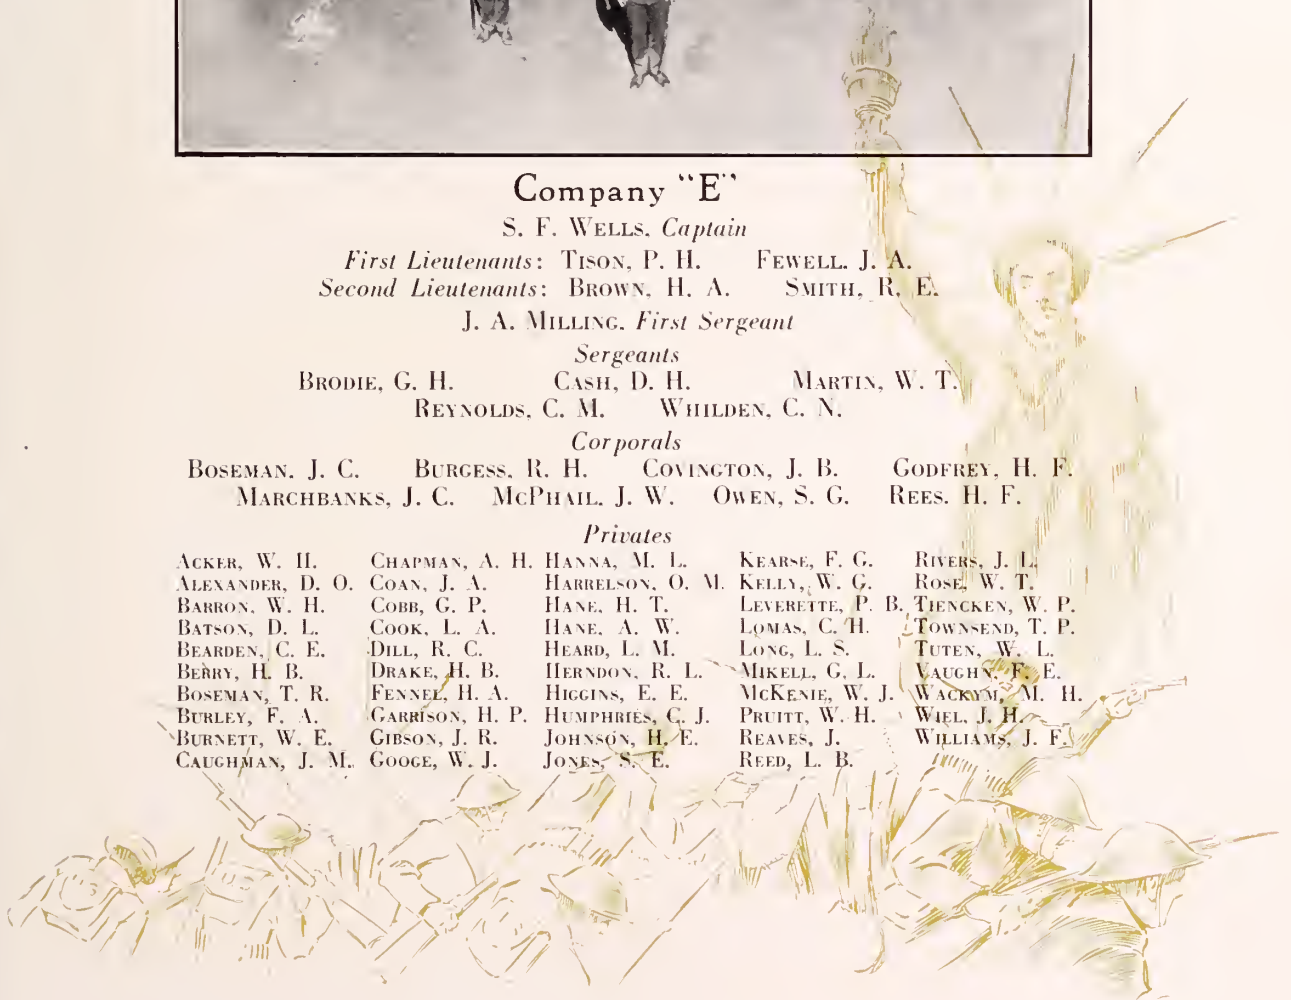 Company "E"
S. F. Wells, Captain
First Lieutenants: Tison, P. H. Fewell, J. A.
Second Lieutenants: Brown, H. A. Smith, R. E.
J. A. Milling, First Sergeant
Sergeants
Brodie, G. H. Cash, D. H. Martin, W. T.
Reynolds, C. M. Whilden, C. N.
Corporals
Boseman, J. C. Burgess, R. H. Covington, J. B. Godfrey, H. F.
Marchbanks, J. C. McPhail, J. W. Owen, S. G. Rees, H. F.
Privates
Acker, W. H. Chapman, A. H. Hanna, M. L. Kearse, F. G. Rivers, J. L.
Alexander, D. O. Coan, J. A. Harrelson, O. M. Kelly, W. G. Rose, W. T.
Barron, W. H. Cobb, G. P. Hane, H. T. Leverette, P. B. Tiencken, W. P.
Batson, D. L. Cook, L. A. Hane, A. W. Lomas, C. H. Townsend, T. P.
Bearden, C. E. Dill, R. C. Heard, L. M. Long, L. S. Tuten, W. L.
Berry, H. B. Drake, H. B. Herndon, R. L. Mikell, G. L. Vaughn, F. E.
Boseman, T. R. Fennel, H. A. Higgins, E. E. McKenie, W. J. Wackym, M. H.
Burley, F. A. Garrison, H. P. Humphries, C. J. Pruitt, W. H. Wiel, J. H.
Burnett, W. E. Gibson, J. R. Johnson, H. E. Reaves, J. Williams, J. F.
Caughman, J. M. Googe, W. J. Jones, S. E. Reed, L. B.